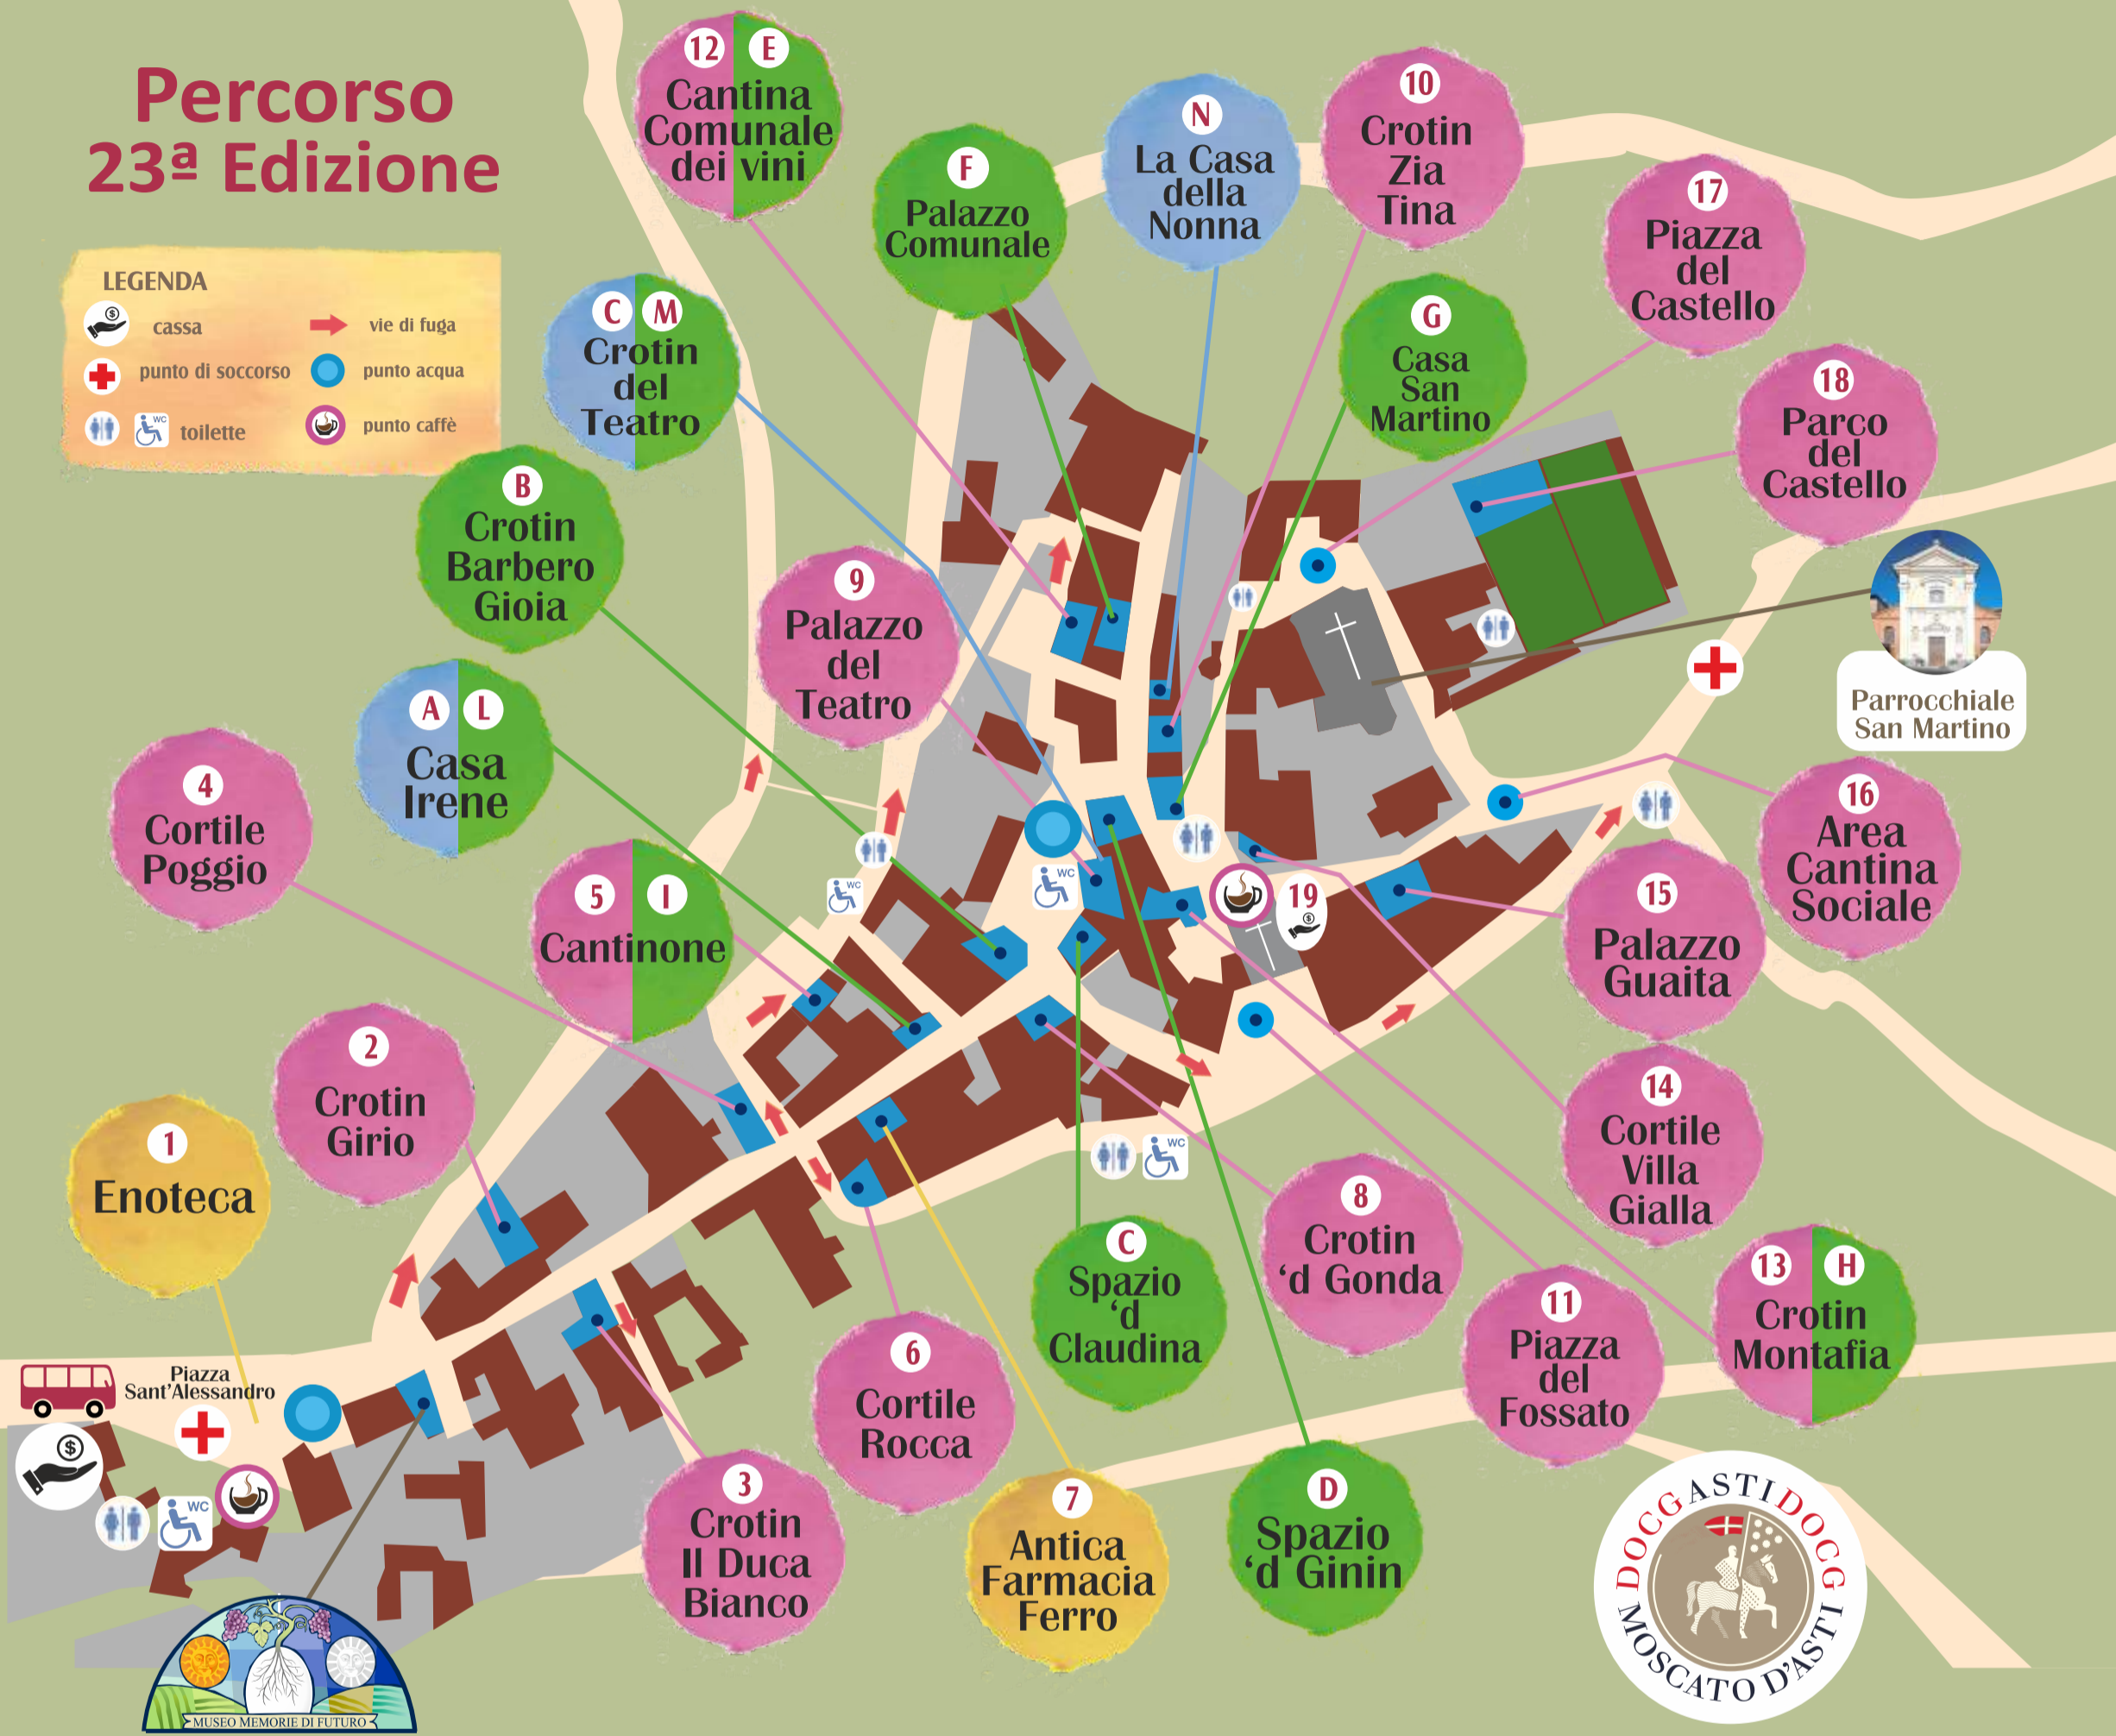 Percorso
23ª Edizione
LEGENDA
cassa
vie di fuga
punto di soccorso
punto acqua
WC
toilette
punto caffè
12 E
Cantina
Comunale
dei vini
F
Palazzo
Comunale
N
La Casa
della
Nonna
10
Crotin
Zia
Tina
17
Piazza
del
Castello
C M
Crotin
del
Teatro
G
Casa
San
Martino
18
Parco
del
Castello
B
Crotin
Barbero
Gioia
9
Palazzo
del
Teatro
Parrocchiale
San Martino
A L
Casa
Irene
4
Cortile
Poggio
16
Area
Cantina
Sociale
5 I
Cantinone
WC
WC
19
15
Palazzo
Guaita
2
Crotin
Girio
14
Cortile
Villa
Gialla
1
Enoteca
WC
8
Crotin
‘d Gonda
C
Spazio
‘d
Claudina
13 H
Crotin
Montafia
11
Piazza
del
Fossato
6
Cortile
Rocca
Piazza
Sant'Alessandro
3
Crotin
Il Duca
Bianco
7
Antica
Farmacia
Ferro
D
Spazio
‘d Ginin
WC
DOCG ASTI DOCG
MOSCATO D'ASTI
MUSEO MEMORIE DI FUTURO